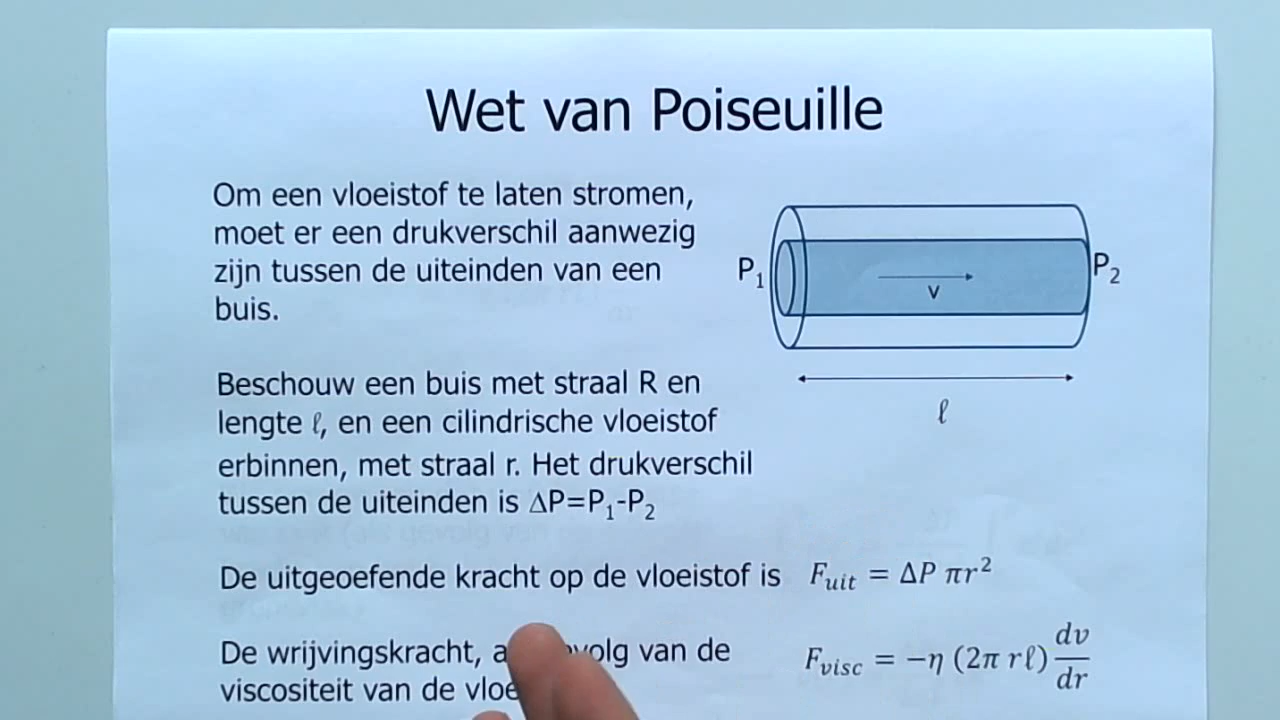 Wet van Poiseuille
Om een vloeistof te laten stromen,
moet er een drukverschil aanwezig
zijn tussen de uiteinden van een
buis.
P₁
v
P₂
ℓ
Beschouw een buis met straal R en
lengte ℓ, en een cilindrische vloeistof
erbinnen, met straal r. Het drukverschil
tussen de uiteinden is ∆P=P₁-P₂
De uitgeoefende kracht op de vloeistof is
F_uit = ∆P πr²
De wrijvingskracht, van de
viscositeit van de
F_visc = −η (2π rℓ) dv/dr